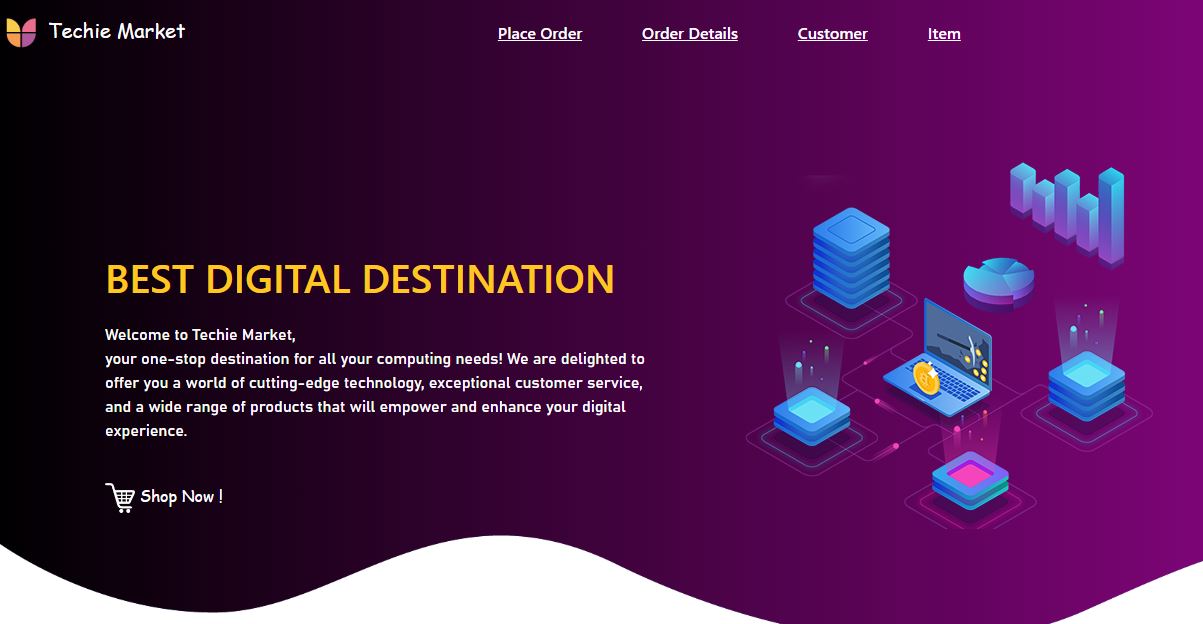 Techie Market
Place Order
Order Details
Customer
Item
BEST DIGITAL DESTINATION
Welcome to Techie Market,
your one-stop destination for all your computing needs! We are delighted to
offer you a world of cutting-edge technology, exceptional customer service,
and a wide range of products that will empower and enhance your digital
experience.
Shop Now !